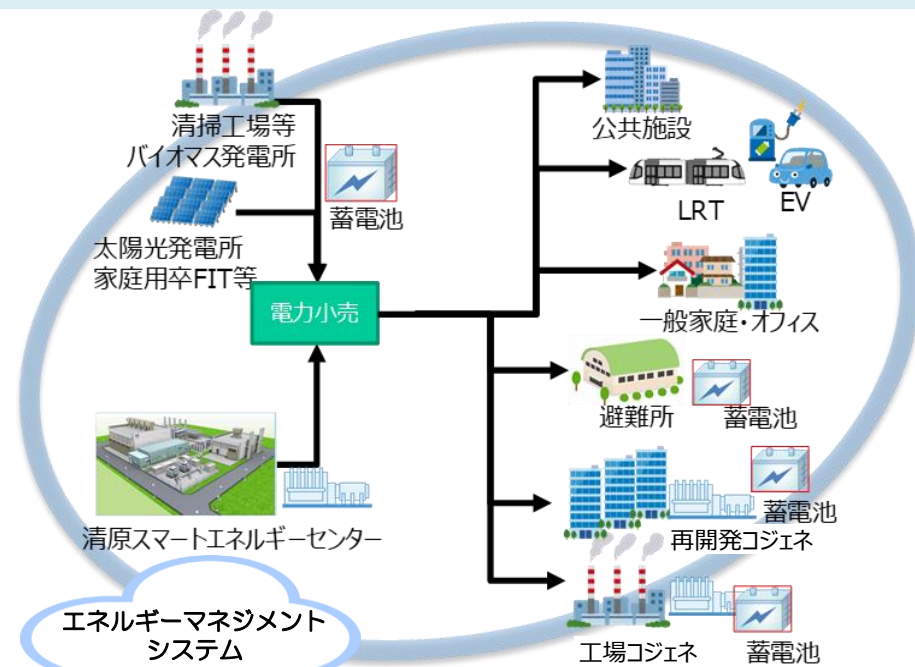 清掃工場等
バイオマス発電所
蓄電池
太陽光発電所
家庭用卒FIT等
電力小売
清原スマートエネルギーセンター
エネルギーマネジメント
システム
公共施設
LRT
EV
一般家庭・オフィス
避難所
蓄電池
蓄電池
再開発コジェネ
工場コジェネ
蓄電池